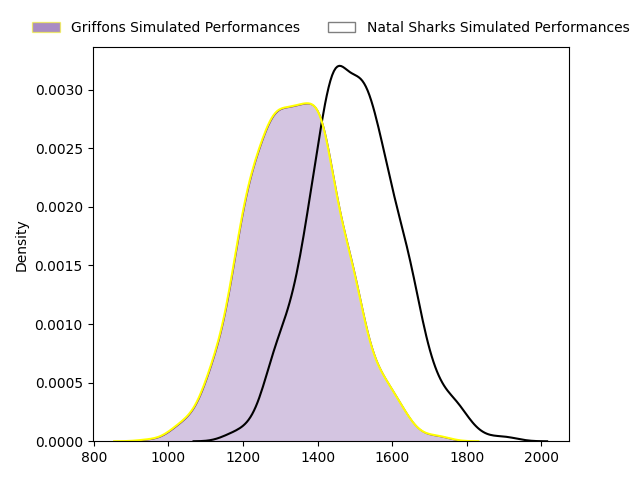 Griffons Simulated Performances
Natal Sharks Simulated Performances
0.0030
0.0025
0.0020
0.0015
0.0010
0.0005
0.0000
Density
800 1000 1200 1400 1600 1800 2000